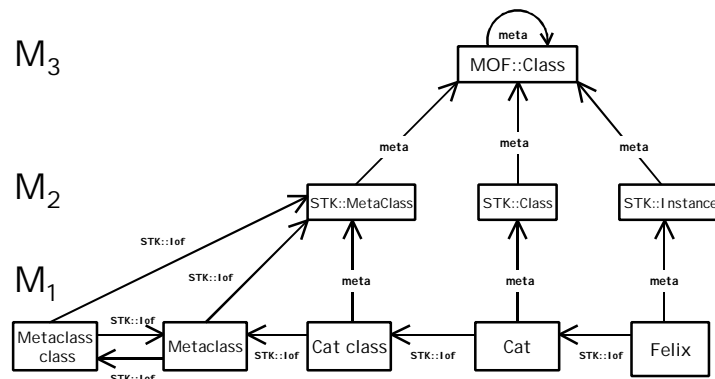 meta
M3
MOF::Class
meta
meta
meta
M2
STK::MetaClass
STK::Class
STK::Instance
STK::Iof
STK::Iof
M1
meta
meta
meta
STK::Iof
Metaclass
class
Metaclass
Cat class
Cat
Felix
STK::Iof
STK::Iof
STK::Iof
STK::Iof